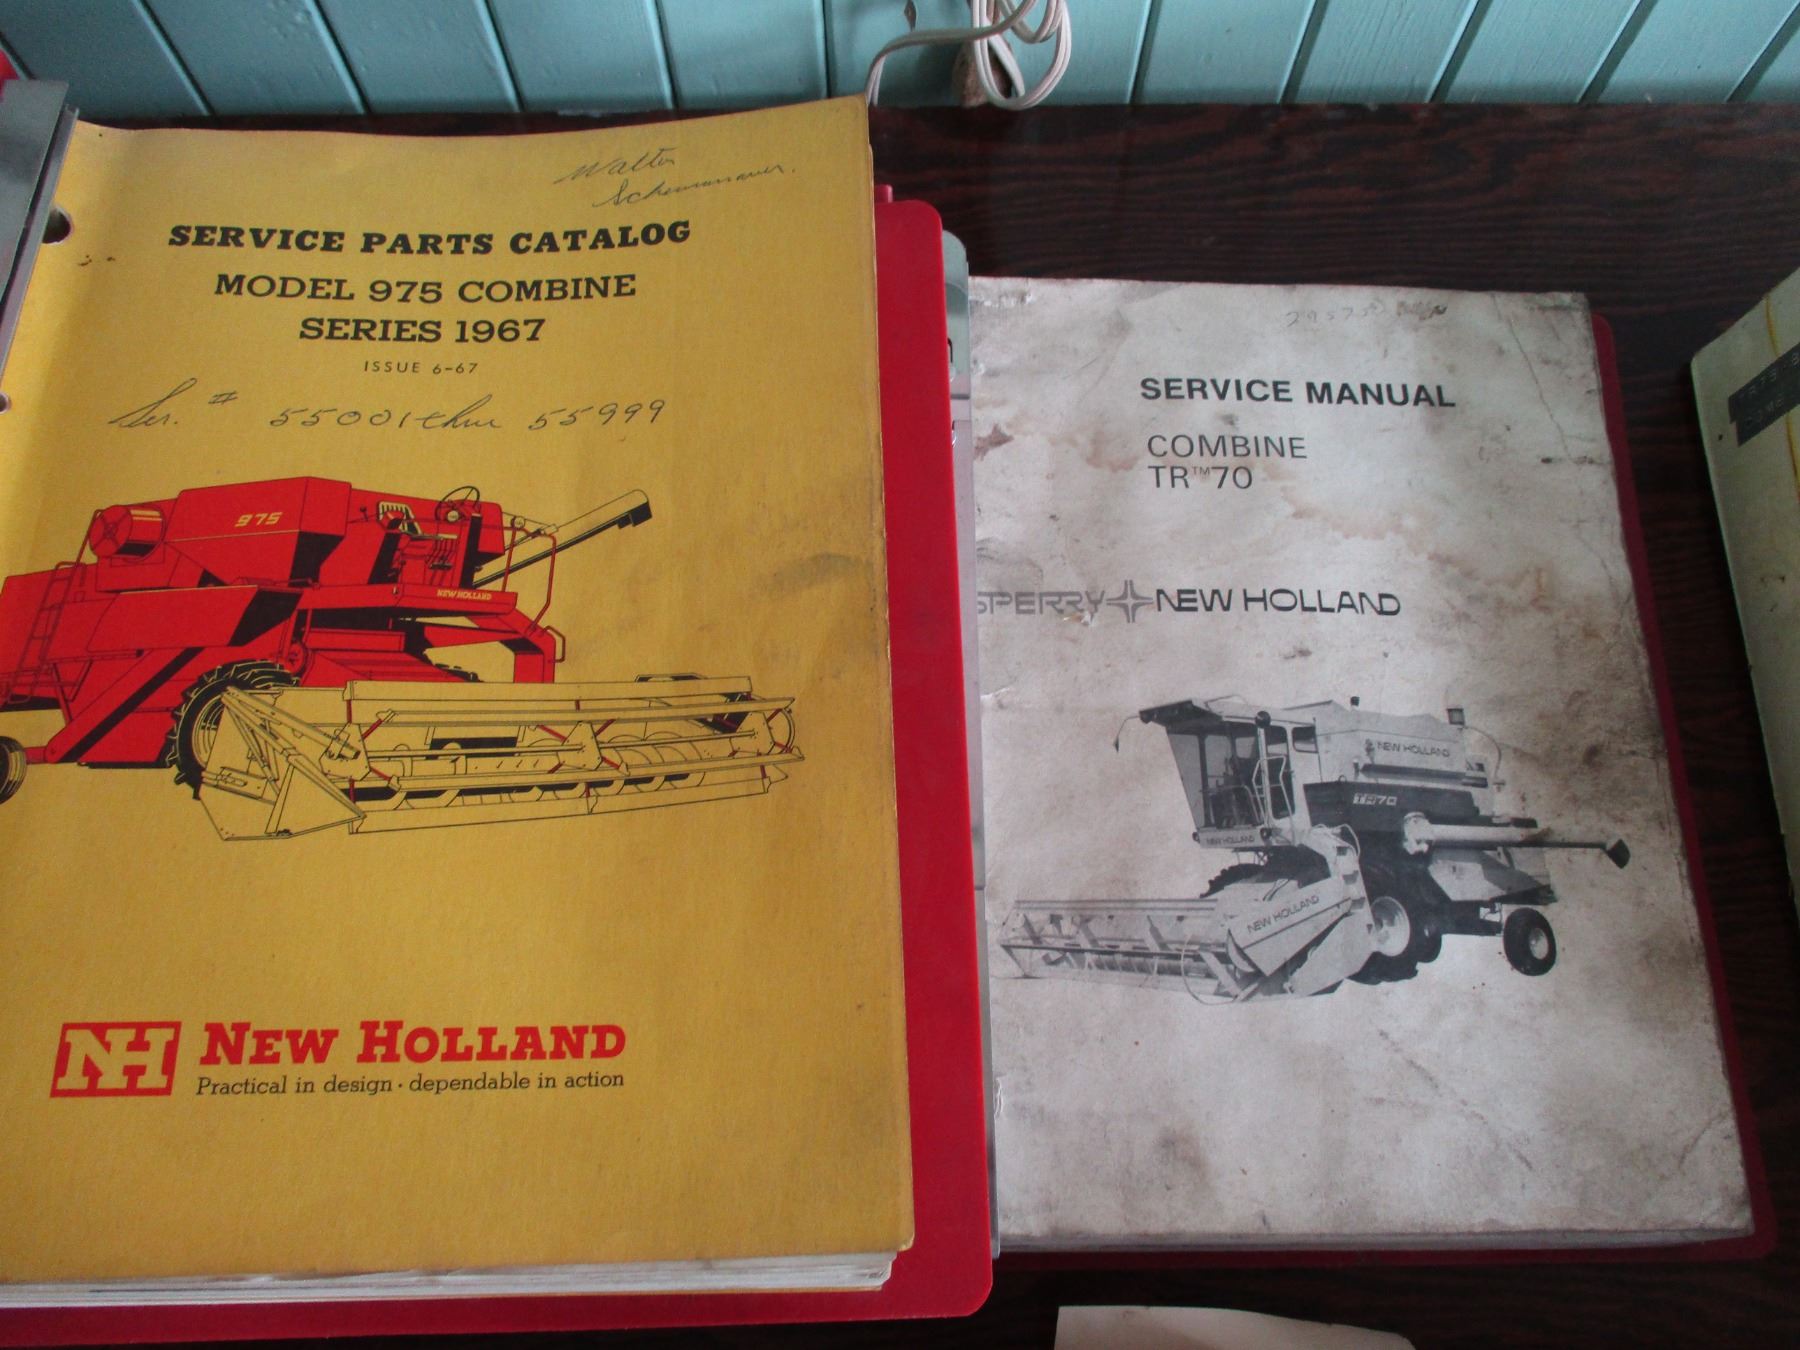 Walter
SERVICE PARTS CATALOG
MODEL 975 COMBINE
SERIES 1967
ISSUE 6-67
Ser. # 55001 thru 55999
975
NEW HOLLAND
NH NEW HOLLAND
Practical in design · dependable in action
29575
SERVICE MANUAL
COMBINE
TR™70
SPERRY NEW HOLLAND
NEW HOLLAND
TR70
NEW HOLLAND
NEW HOLLAND